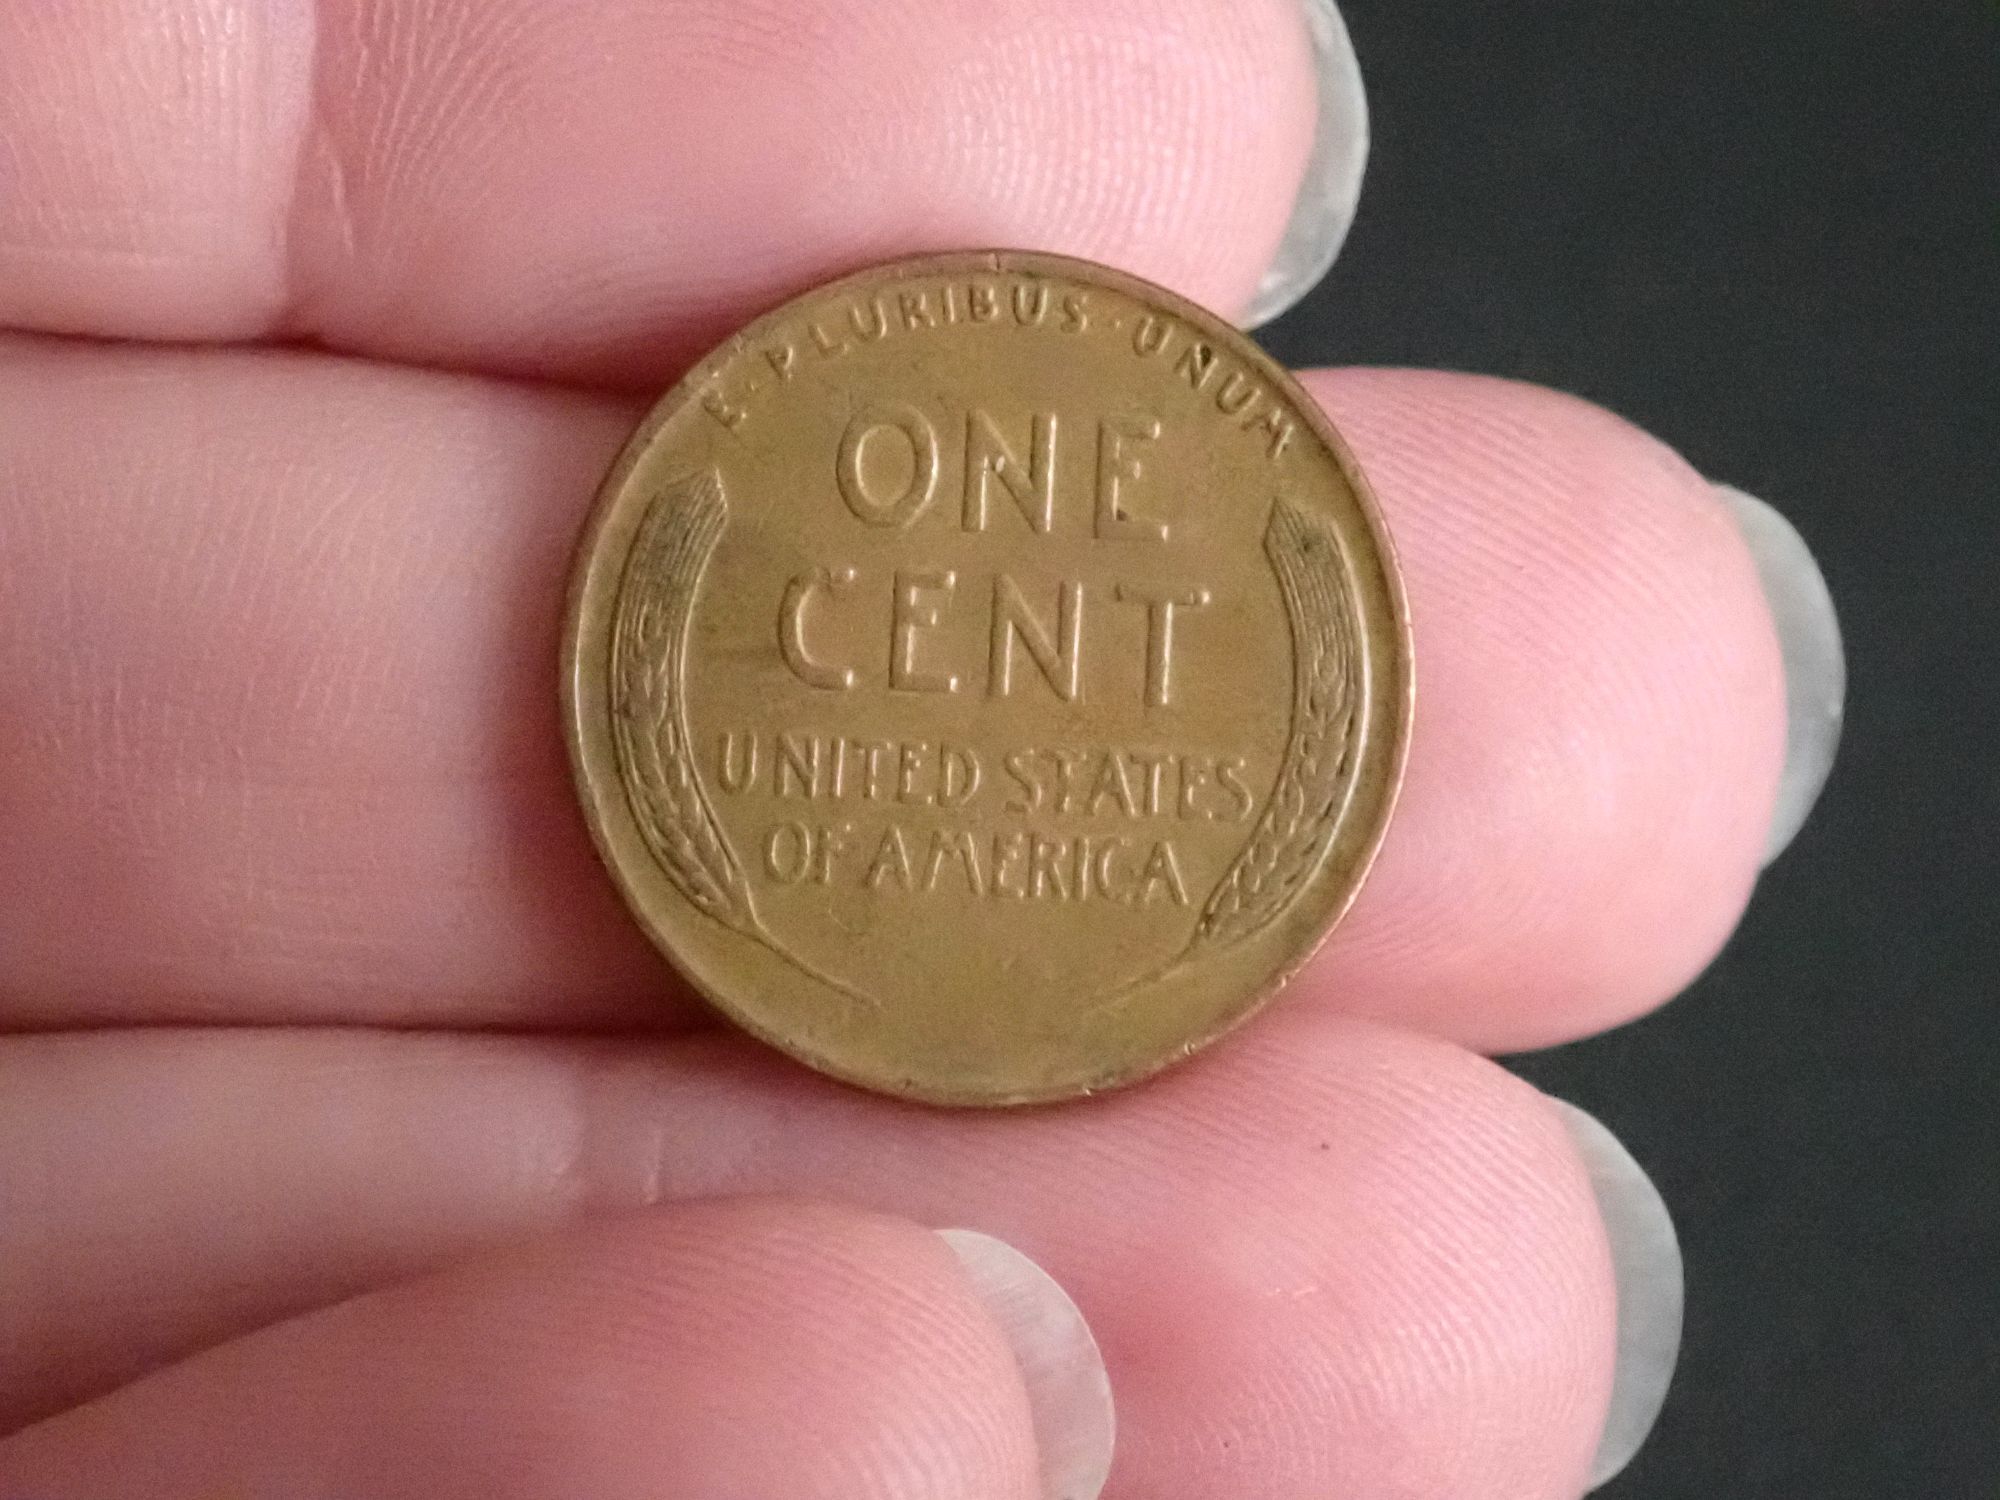 E·PLURIBUS·UNUM
ONE
CENT
UNITED STATES
OF AMERICA